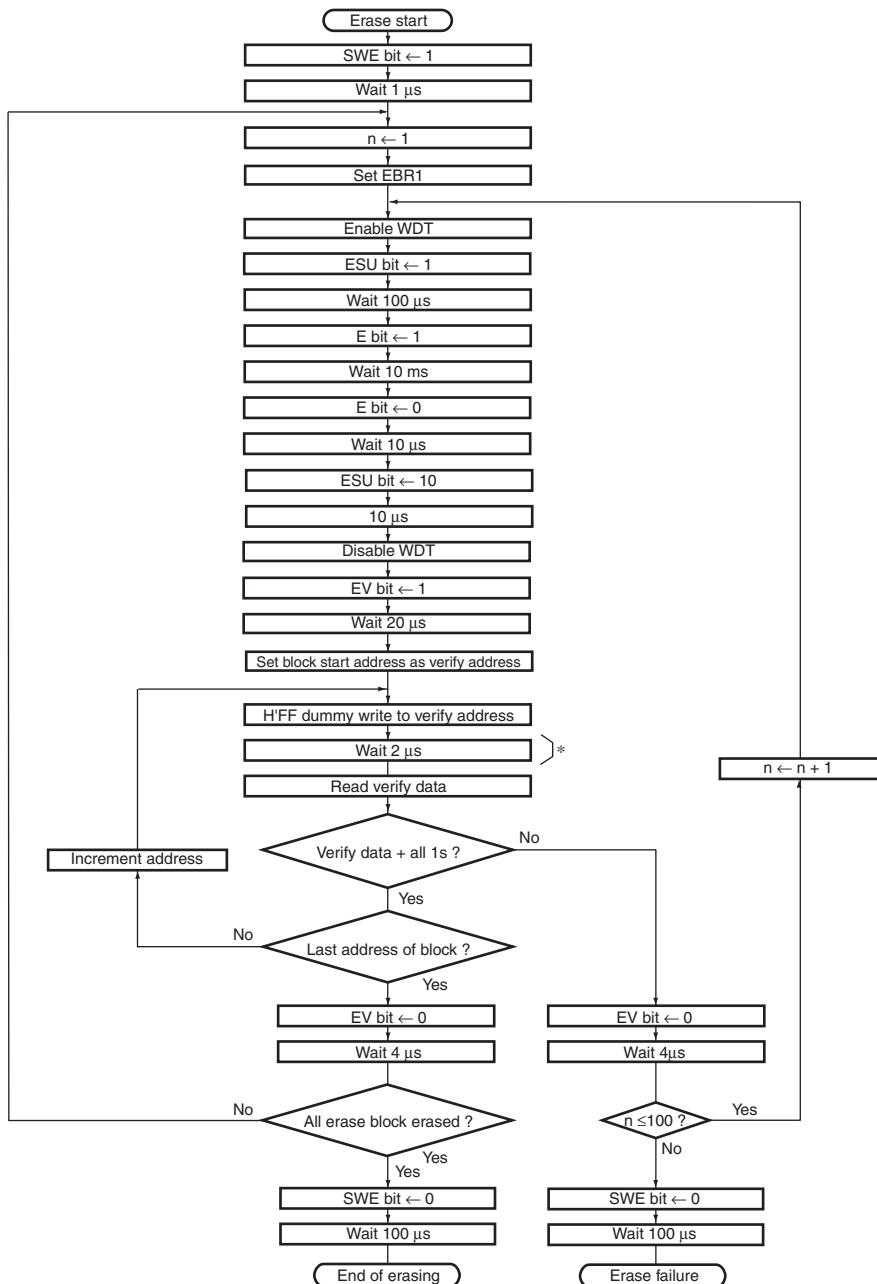 Erase start
SWE bit ← 1
Wait 1 µs
n ← 1
Set EBR1
Enable WDT
ESU bit ← 1
Wait 100 µs
E bit ← 1
Wait 10 ms
E bit ← 0
Wait 10 µs
ESU bit ← 10
10 µs
Disable WDT
EV bit ← 1
Wait 20 µs
Set block start address as verify address
H'FF dummy write to verify address
Wait 2 µs
*
n ← n + 1
Read verify data
No
Verify data + all 1s ?
Increment address
Yes
No
Last address of block ?
Yes
EV bit ← 0
EV bit ← 0
Wait 4 µs
Wait 4µs
No
All erase block erased ?
n ≤100 ?
Yes
Yes
Yes
No
SWE bit ← 0
SWE bit ← 0
Wait 100 µs
Wait 100 µs
End of erasing
Erase failure